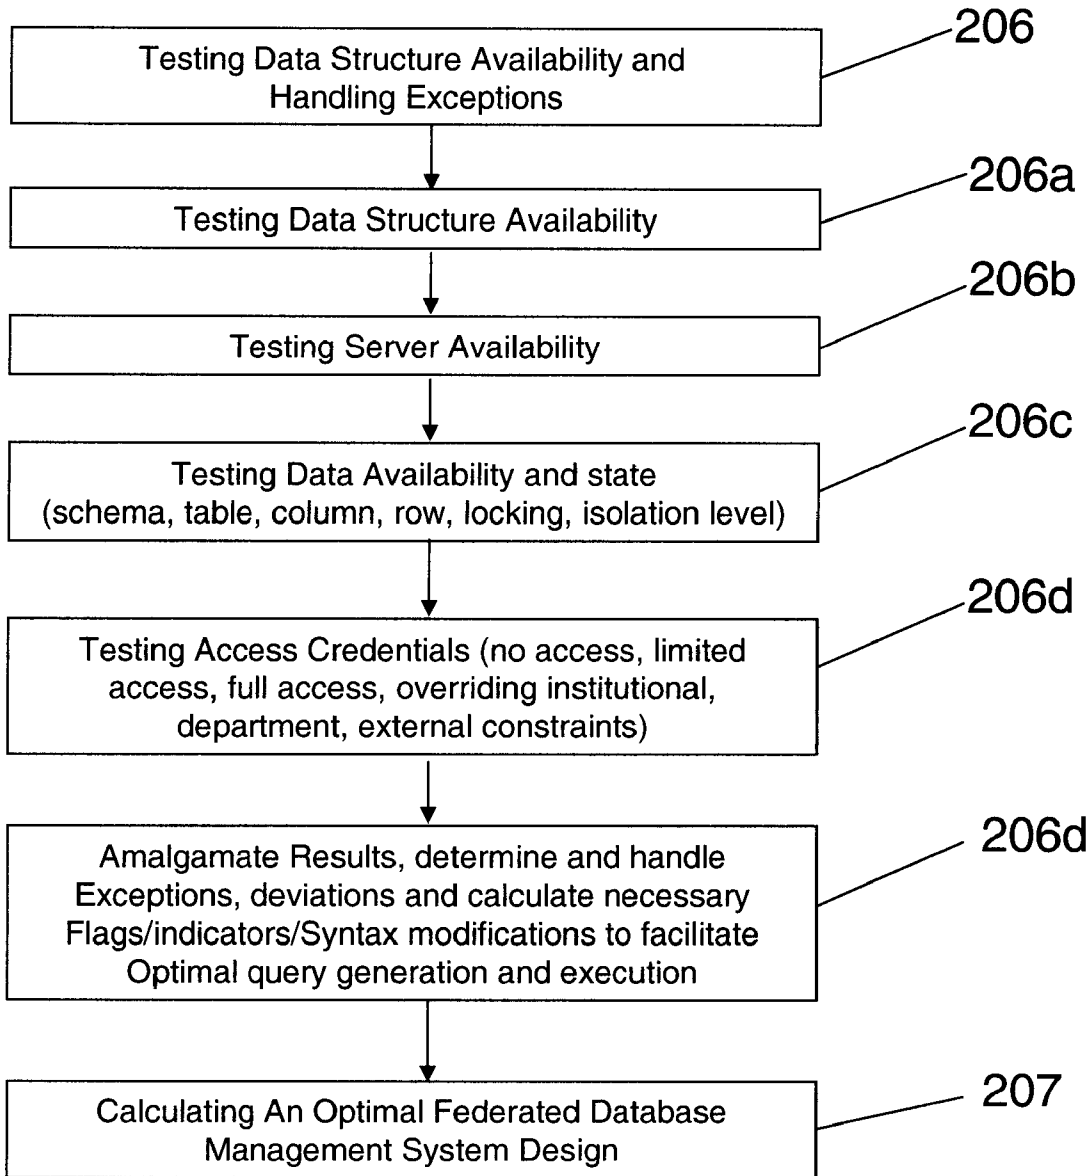 206
Testing Data Structure Availability and
Handling Exceptions
206a
Testing Data Structure Availability
206b
Testing Server Availability
206c
Testing Data Availability and state
(schema, table, column, row, locking, isolation level)
206d
Testing Access Credentials (no access, limited
access, full access, overriding institutional,
department, external constraints)
206d
Amalgamate Results, determine and handle
Exceptions, deviations and calculate necessary
Flags/indicators/Syntax modifications to facilitate
Optimal query generation and execution
207
Calculating An Optimal Federated Database
Management System Design